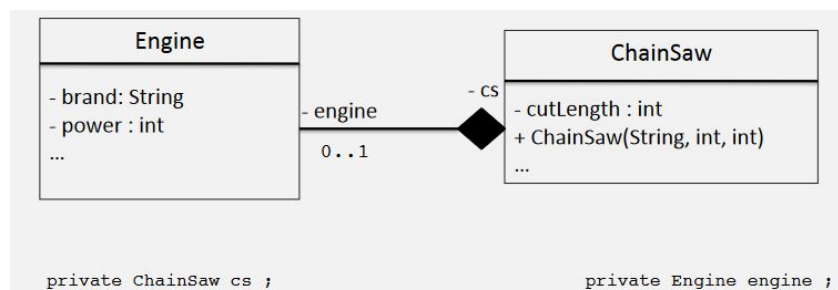 Engine
- brand: String
- power : int
...
- engine
0..1
- cs
ChainSaw
- cutLength : int
+ ChainSaw(String, int, int)
...
private ChainSaw cs ;
private Engine engine ;